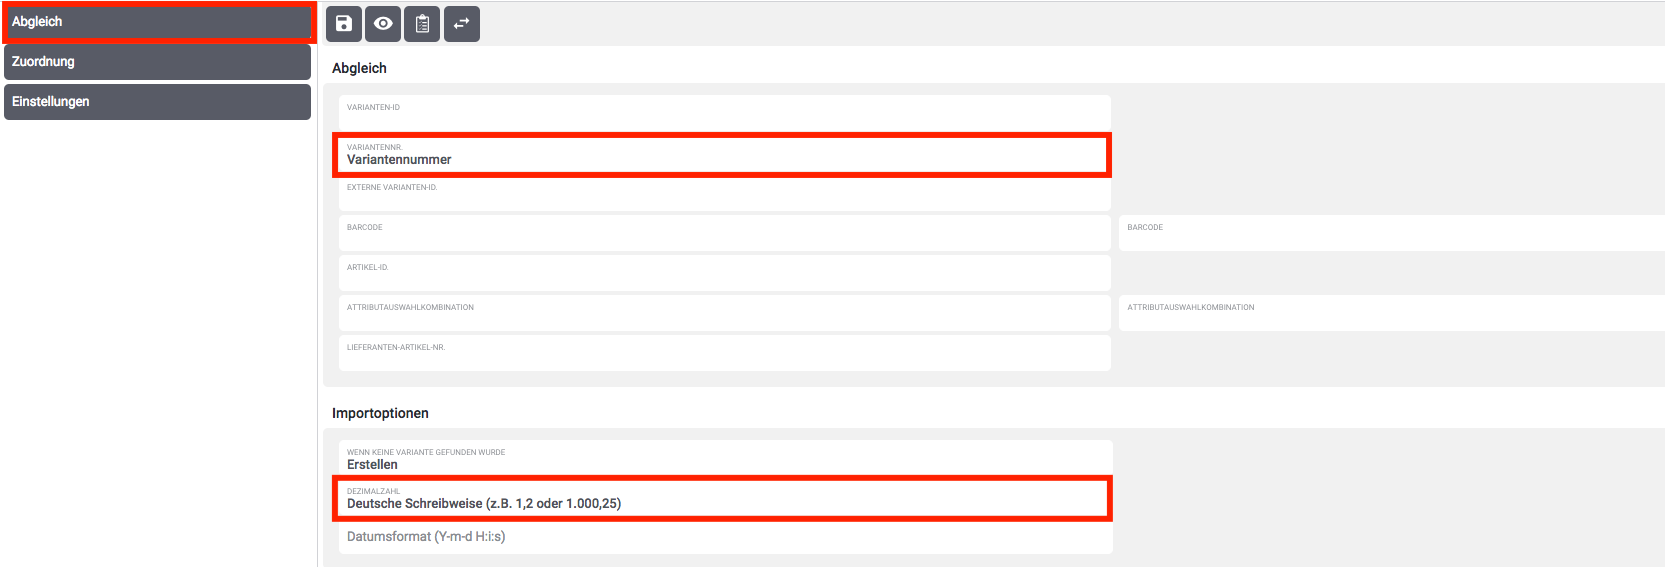 Abgleich
Zuordnung
Einstellungen
Abgleich
VARIANTEN-ID
VARIANTENNR.
Variantennummer
EXTERNE VARIANTEN-ID.
BARCODE
BARCODE
ARTIKEL-ID.
ATTRIBUTAUSWAHLKOMBINATION
ATTRIBUTAUSWAHLKOMBINATION
LIEFERANTEN-ARTIKEL-NR.
Importoptionen
WENN KEINE VARIANTE GEFUNDEN WURDE
Erstellen
DEZIMALZAHL
Deutsche Schreibweise (z.B. 1,2 oder 1.000,25)
Datumsformat (Y-m-d H:i:s)